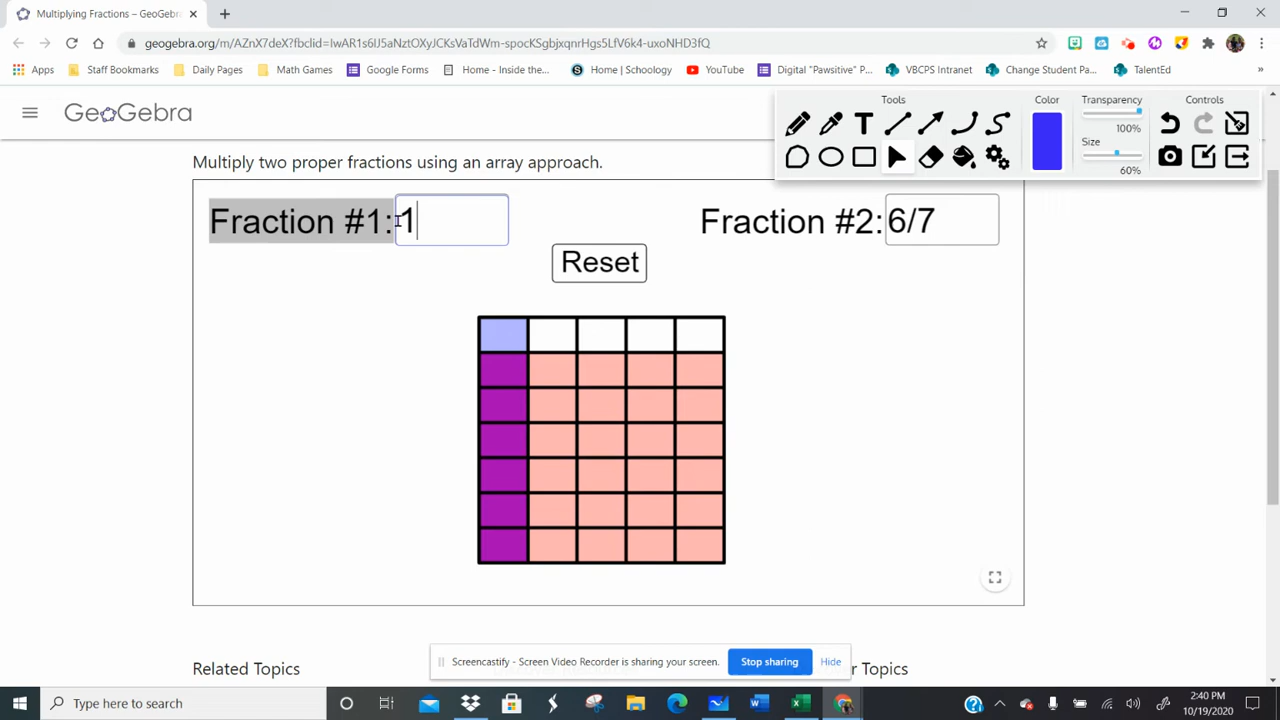 Multiplying Fractions – GeoGeb
geogebra.org/m/AZnX7deX?fbclid=IwAR1
Apps Staff Bookmarks Daily Pages Math Games Google Forms Home - Inside the... Home | Schoology YouTube Digital "Pawsitive" P... VBCPS Intranet Change Student Pa... TalentEd »
GeoGebra
Tools Color Transparency Controls
100%
Size
60%
Multiply two proper fractions using an array approach.
Fraction #1: 1 Fraction #2: 6/7
Reset
Screencastify - Screen Video Recorder is sharing your screen. Stop sharing Hide
Related Topics r Topics
Type here to search
2:40 PM
10/19/2020